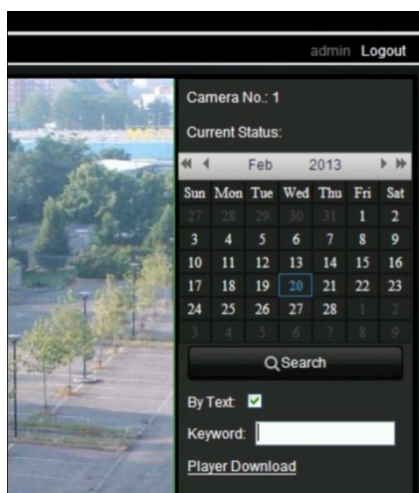 admin Logout
Camera No.: 1
Current Status:
Feb 2013
Sun Mon Tue Wed Thu Fri Sat
27 28 29 30 31 1 2
3 4 5 6 7 8 9
10 11 12 13 14 15 16
17 18 19 20 21 22 23
24 25 26 27 28 1 2
3 4 5 6 7 8 9
Search
By Text:
Keyword:
Player Download